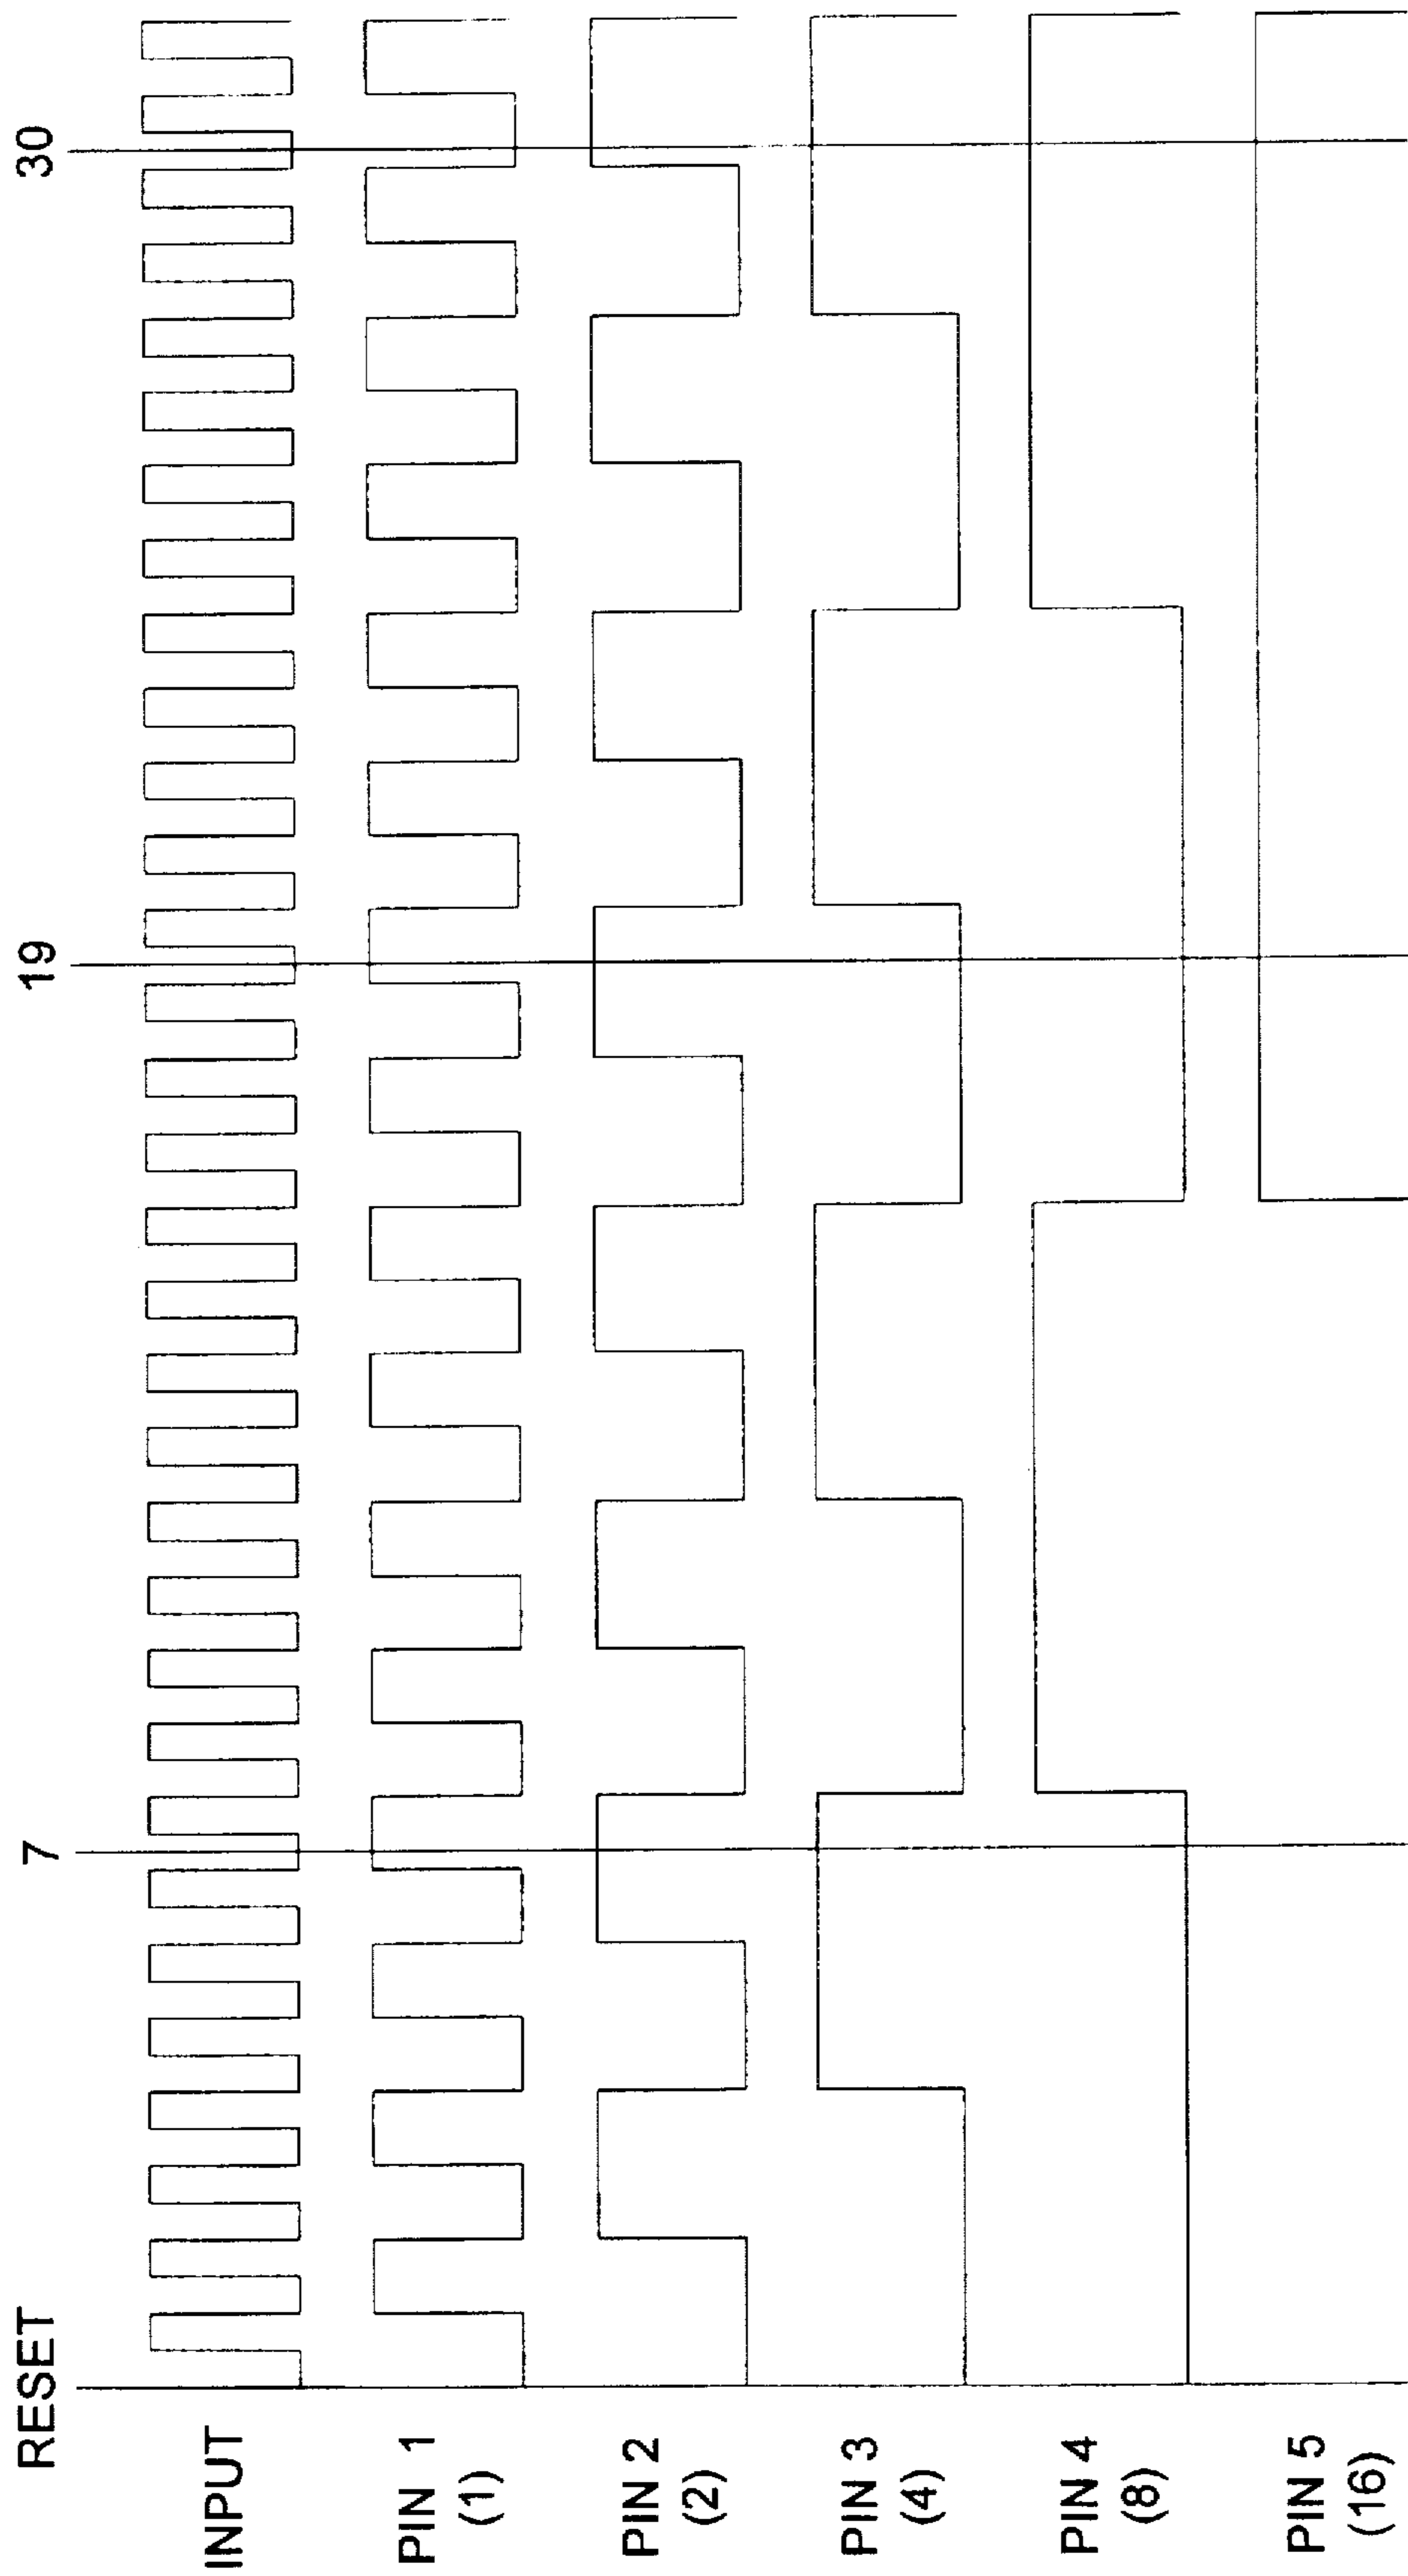 RESET
7
19
30
INPUT
PIN 1
(1)
PIN 2
(2)
PIN 3
(4)
PIN 4
(8)
PIN 5
(16)